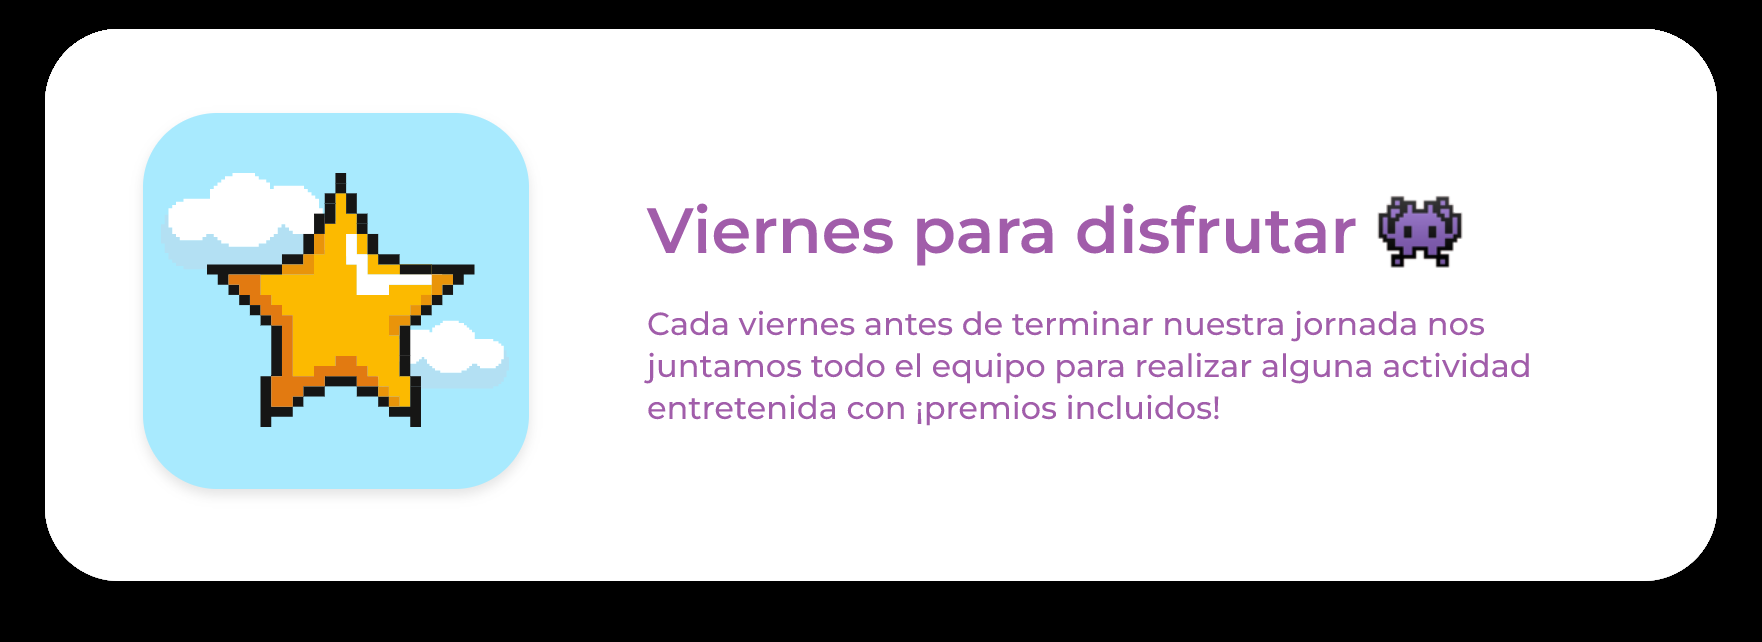 Viernes para disfrutar 👾
Cada viernes antes de terminar nuestra jornada nos
juntamos todo el equipo para realizar alguna actividad
entretenida con ¡premios incluidos!